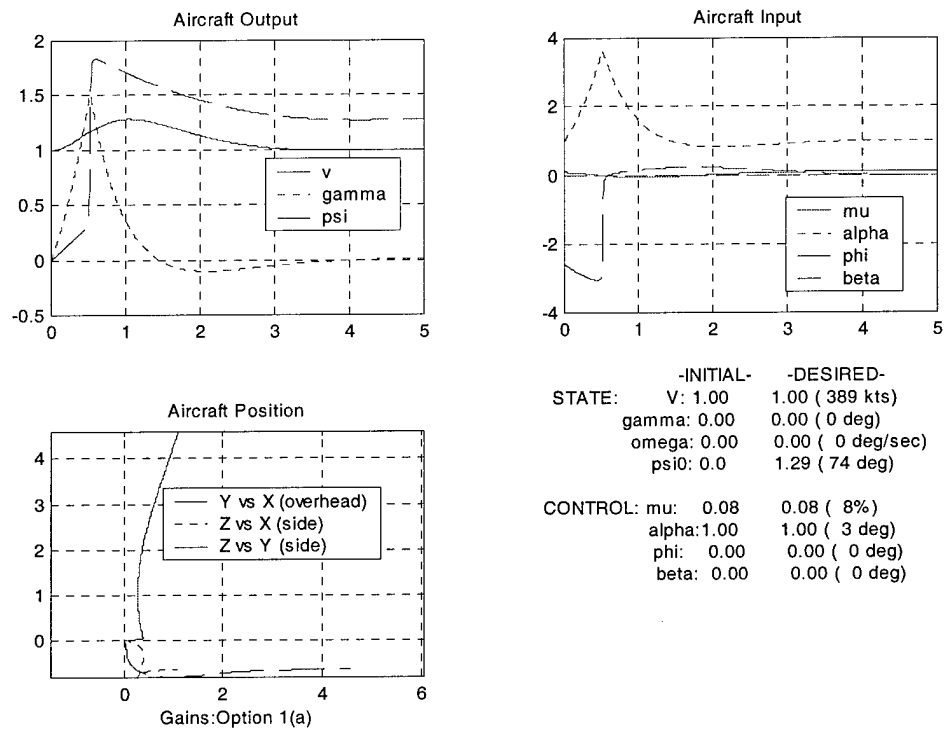 Aircraft Output
2
1.5
1
0.5
0
-0.5
0 1 2 3 4 5
v
gamma
psi
Aircraft Input
4
2
0
-2
-4
0 1 2 3 4 5
mu
alpha
phi
beta
Aircraft Position
4
3
2
1
0
0 2 4 6
Y vs X (overhead)
Z vs X (side)
Z vs Y (side)
Gains:Option 1(a)
-INITIAL- -DESIRED-
STATE: V: 1.00 1.00 ( 389 kts)
gamma: 0.00 0.00 ( 0 deg)
omega: 0.00 0.00 ( 0 deg/sec)
psi0: 0.0 1.29 ( 74 deg)
CONTROL: mu: 0.08 0.08 ( 8%)
alpha:1.00 1.00 ( 3 deg)
phi: 0.00 0.00 ( 0 deg)
beta: 0.00 0.00 ( 0 deg)